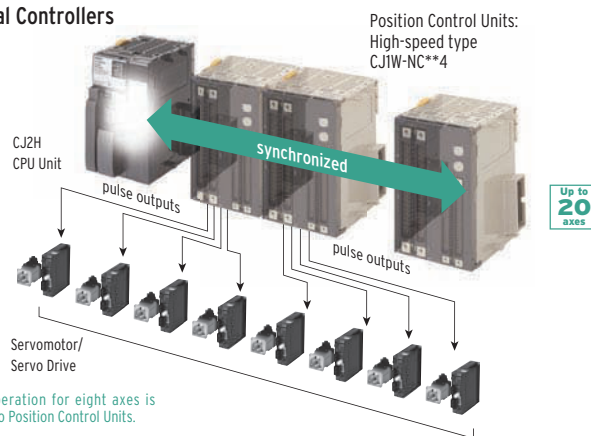 al Controllers
Position Control Units:
High-speed type
CJ1W-NC**4
CJ2H
CPU Unit
synchronized
pulse outputs
pulse outputs
Up to
20
axes
Servomotor/
Servo Drive
eration for eight axes is
o Position Control Units.